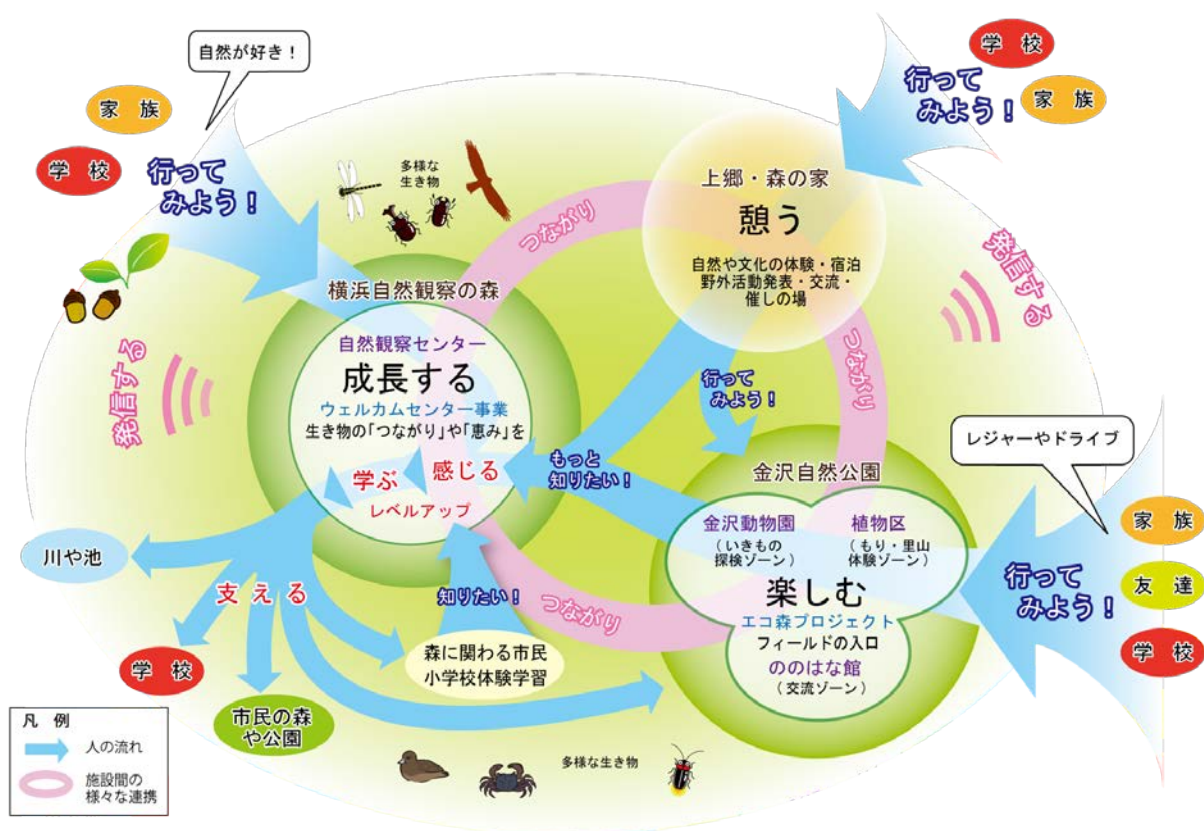 自然が好き！
家 族
学 校
行って
みよう！
学 校
家 族
行って
みよう！
多様な
生き物
つながり
上郷・森の家
憩う
自然や文化の体験・宿泊
野外活動発表・交流・
催しの場
発信する
横浜自然観察の森
自然観察センター
成長する
ウェルカムセンター事業
生き物の「つながり」や「恵み」を
学ぶ
感じる
レベルアップ
発信する
行って
みよう！
つながり
もっと
知りたい！
レジャーやドライブ
金沢自然公園
金沢動物園
（いきもの
探検ゾーン）
植物区
（もり・里山
体験ゾーン）
楽しむ
エコ森プロジェクト
フィールドの入口
ののはな館
（交流ゾーン）
行って
みよう！
家 族
友 達
学 校
川や池
支える
知りたい！
つながり
森に関わる市民
小学校体験学習
学 校
市民の森
や公園
多様な生き物
凡 例
人の流れ
施設間の
様々な連携